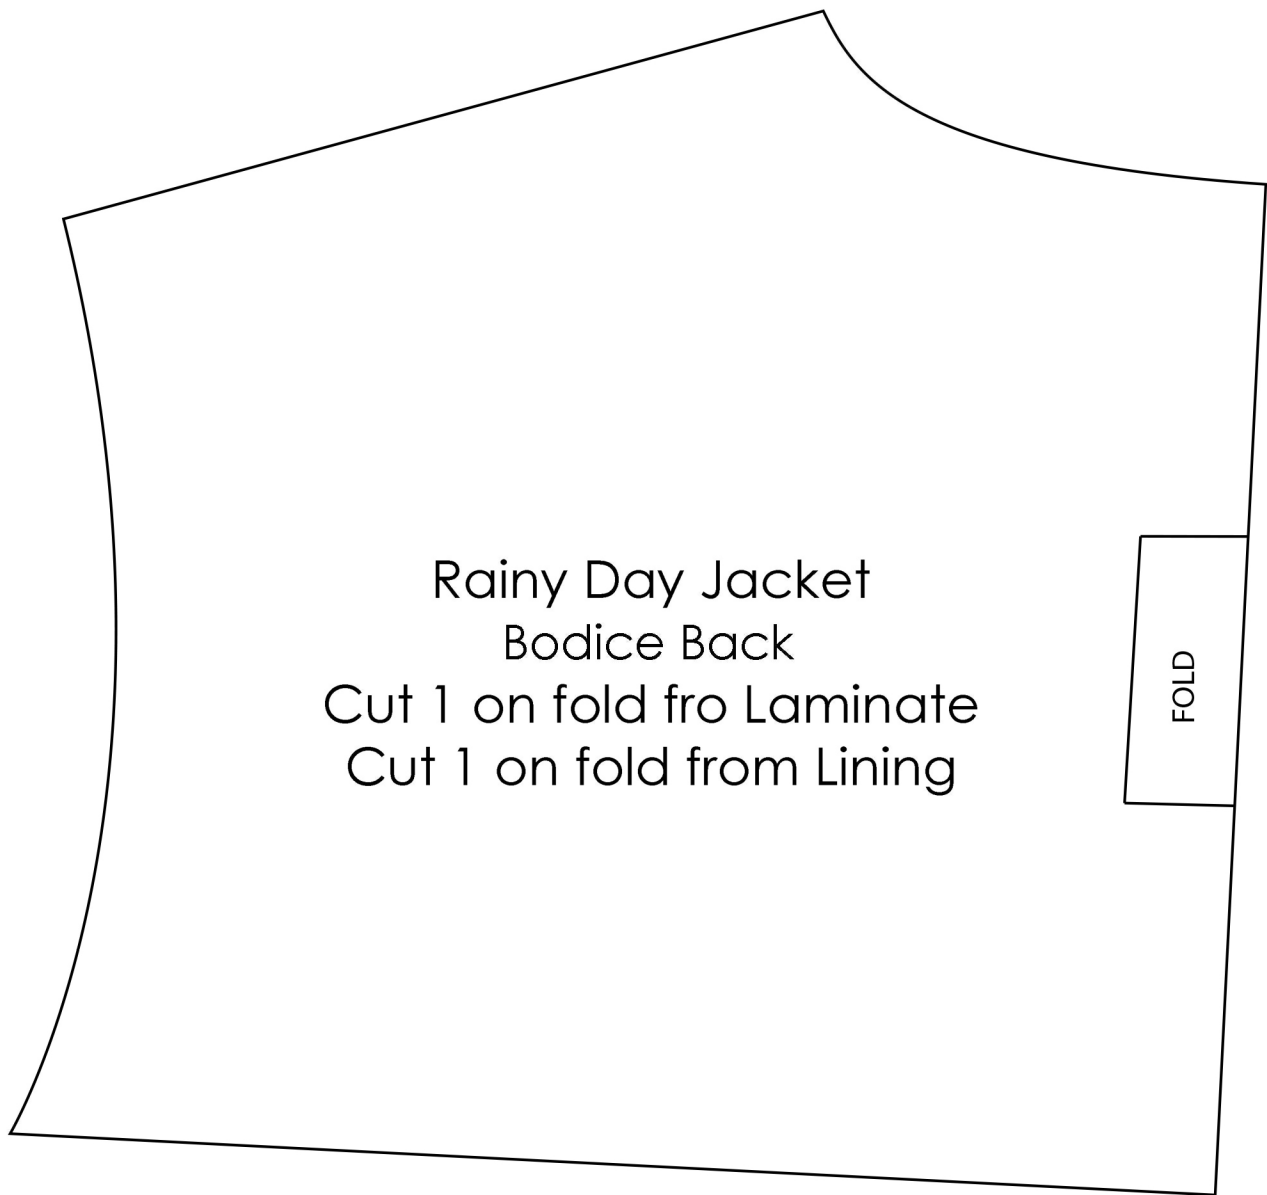 Rainy Day Jacket
Bodice Back
Cut 1 on fold fro Laminate
Cut 1 on fold from Lining
FOLD